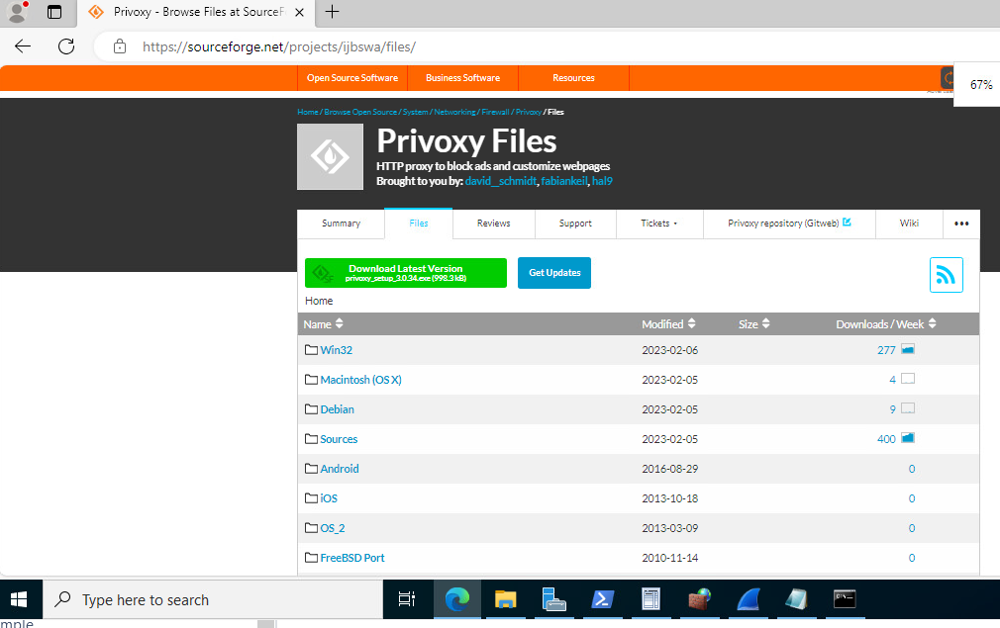 Privoxy - Browse Files at SourceF
https://sourceforge.net/projects/ijbswa/files/
Open Source Software Business Software Resources
67%
Home / Browse Open Source / System / Networking / Firewall / Privoxy / Files
Privoxy Files
HTTP proxy to block ads and customize webpages
Brought to you by: david__schmidt, fabiankeil, hal9
Summary Files Reviews Support Tickets Privoxy repository (Gitweb) Wiki
Download Latest Version
privoxy_setup_3.0.34.exe (998.3 kB)
Get Updates
Home
Name Modified Size Downloads / Week
Win32 2023-02-06 277
Macintosh (OS X) 2023-02-05 4
Debian 2023-02-05 9
Sources 2023-02-05 400
Android 2016-08-29 0
iOS 2013-10-18 0
OS_2 2013-03-09 0
FreeBSD Port 2010-11-14 0
Type here to search